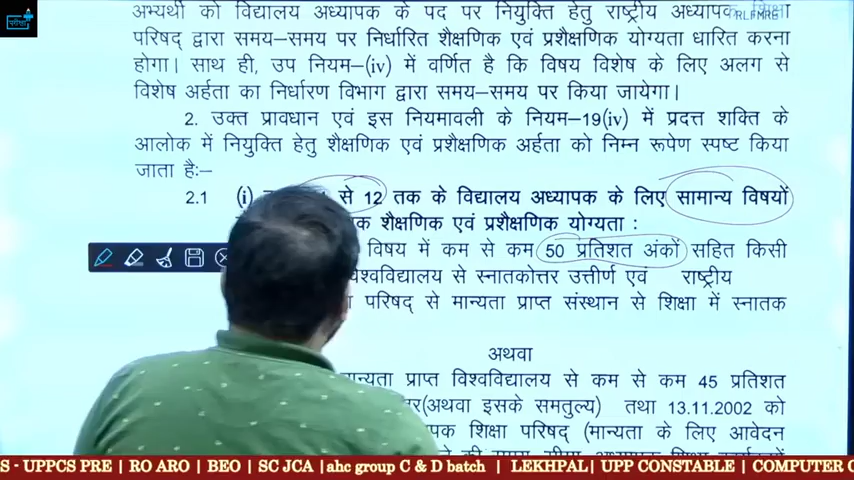 अभ्यर्थी को विद्यालय अध्यापक के पद पर नियुक्ति हेतु राष्ट्रीय अध्यापक शिक्षा
परीक्षा
RLFMRE
परिषद् द्वारा समय–समय पर निर्धारित शैक्षणिक एवं प्रशैक्षणिक योग्यता धारित करना
होगा। साथ ही, उप नियम–(iv) में वर्णित है कि विषय विशेष के लिए अलग से
विशेष अर्हता का निर्धारण विभाग द्वारा समय–समय पर किया जायेगा।
2. उक्त प्रावधान एवं इस नियमावली के नियम–19(iv) में प्रदत्त शक्ति के
आलोक में नियुक्ति हेतु शैक्षणिक एवं प्रशैक्षणिक अर्हता को निम्न रूपेण स्पष्ट किया
जाता है:–
2.1 (i) से 12 तक के विद्यालय अध्यापक के लिए सामान्य विषयों
शैक्षणिक एवं प्रशैक्षणिक योग्यता :
विषय में कम से कम 50 प्रतिशत अंकों सहित किसी
से स्नातकोत्तर उत्तीर्ण एवं राष्ट्रीय
परिषद् से मान्यता प्राप्त संस्थान से शिक्षा में स्नातक
अथवा
प्राप्त विश्वविद्यालय से कम से कम 45 प्रतिशत
(अथवा इसके समतुल्य) तथा 13.11.2002 को
शिक्षा परिषद् (मान्यता के लिए आवेदन
S - UPPCS PRE | RO ARO | BEO | SC JCA |ahc group C & D batch | LEKHPAL| UPP CONSTABLE | COMPUTER